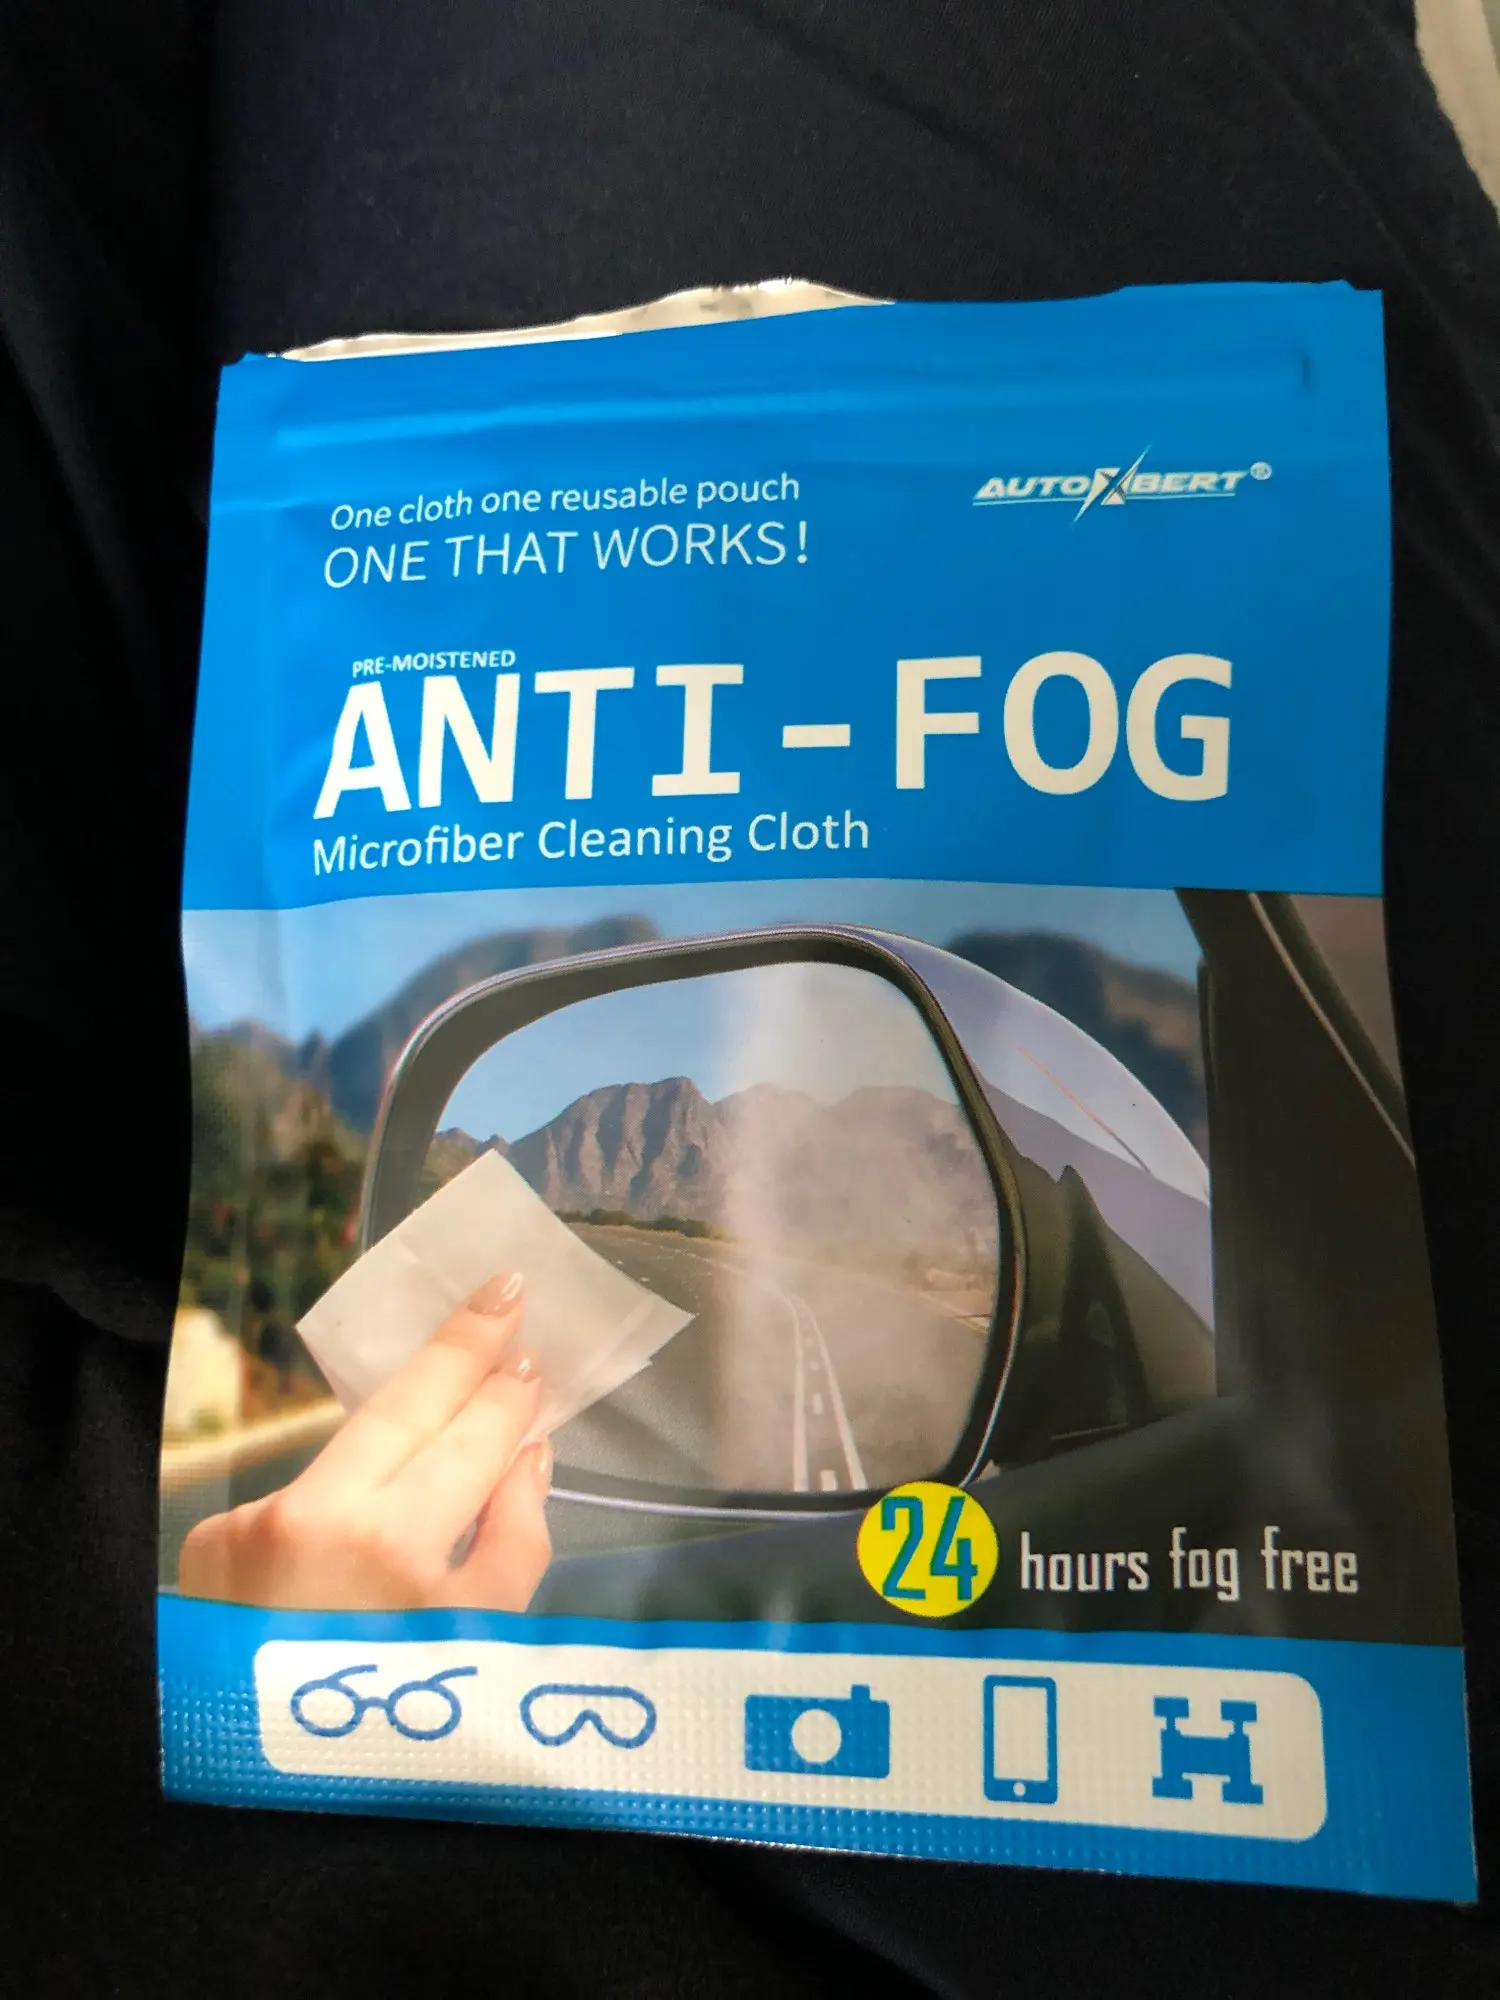 One cloth one reusable pouch
ONE THAT WORKS!
AUTOXBERT®
PRE-MOISTENED
ANTI-FOG
Microfiber Cleaning Cloth
24 hours fog free